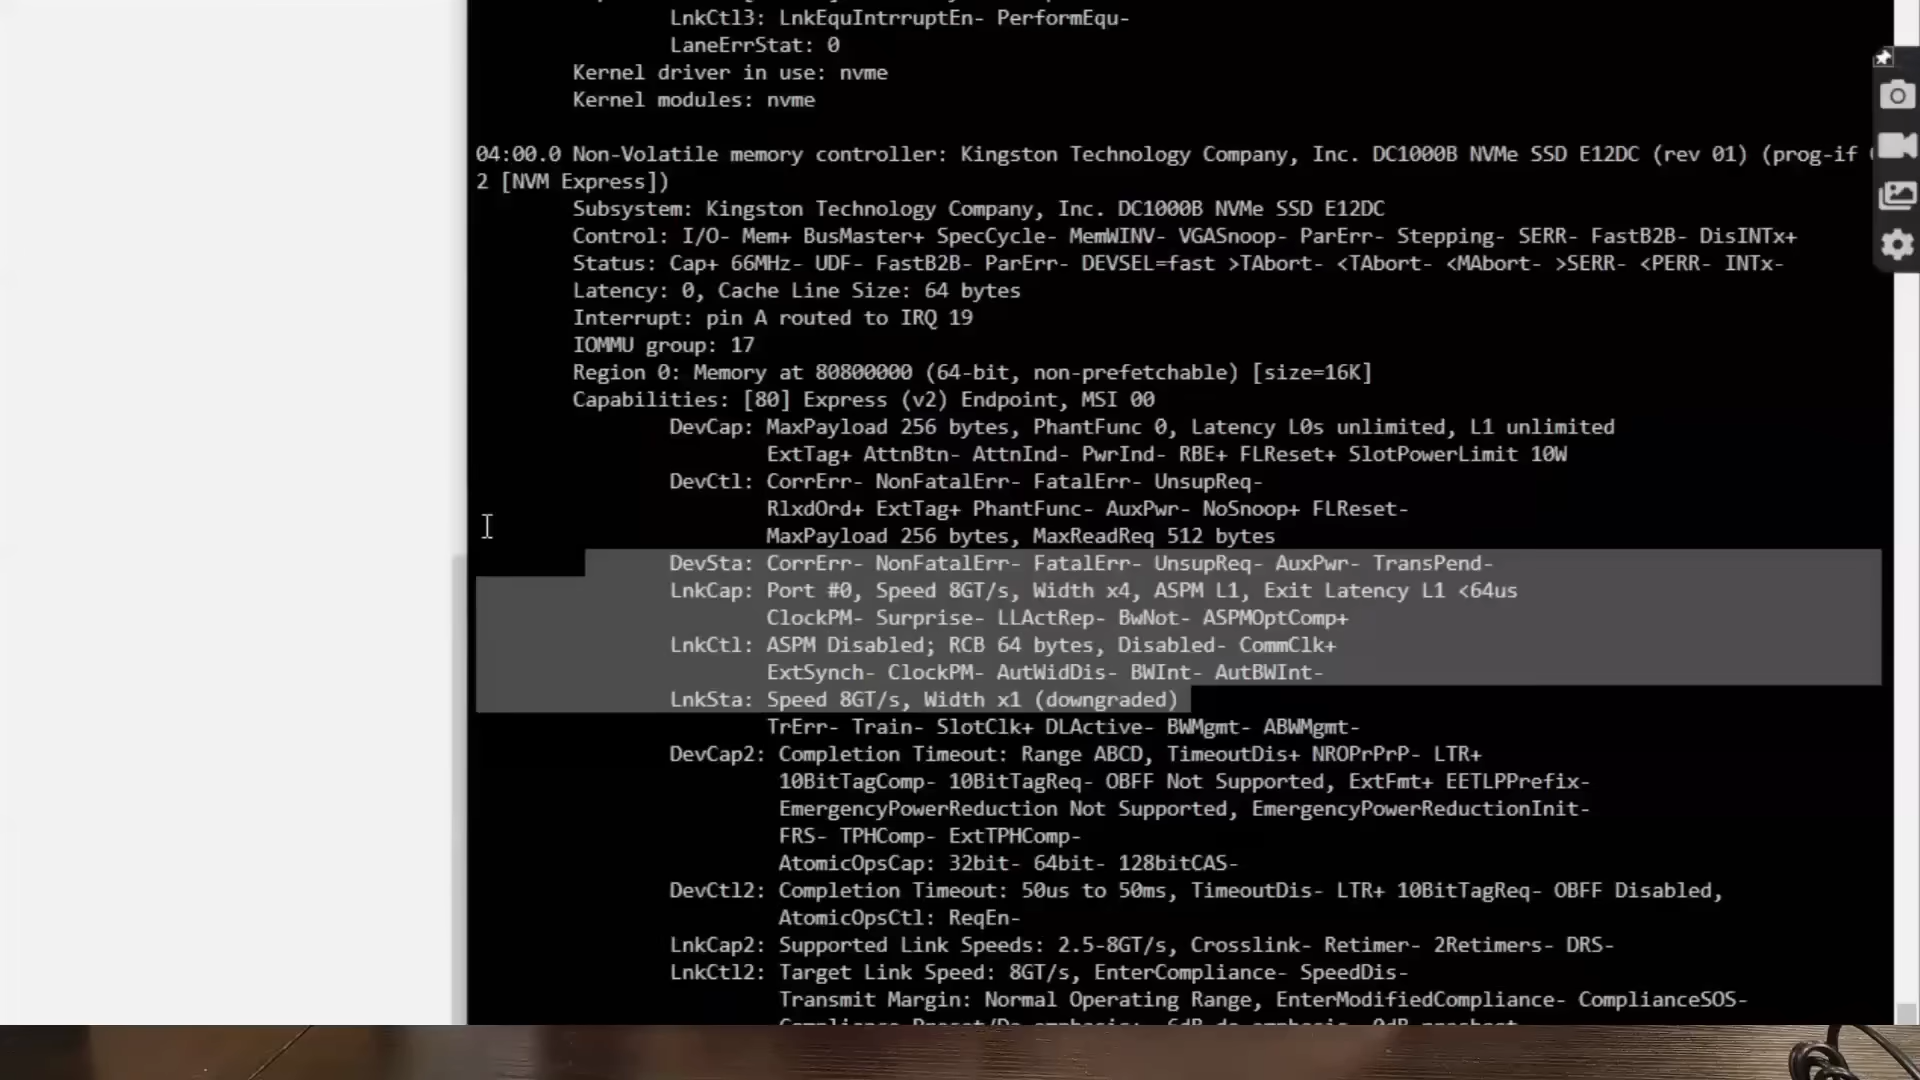 LnkCtl3: LnkEquIntrruptEn- PerformEqu-
LaneErrStat: 0
Kernel driver in use: nvme
Kernel modules: nvme
04:00.0 Non-Volatile memory controller: Kingston Technology Company, Inc. DC1000B NVMe SSD E12DC (rev 01) (prog-if
2 [NVM Express])
Subsystem: Kingston Technology Company, Inc. DC1000B NVMe SSD E12DC
Control: I/O- Mem+ BusMaster+ SpecCycle- MemWINV- VGASnoop- ParErr- Stepping- SERR- FastB2B- DisINTx+
Status: Cap+ 66MHz- UDF- FastB2B- ParErr- DEVSEL=fast >TAbort- <TAbort- <MAbort- >SERR- <PERR- INTx-
Latency: 0, Cache Line Size: 64 bytes
Interrupt: pin A routed to IRQ 19
IOMMU group: 17
Region 0: Memory at 80800000 (64-bit, non-prefetchable) [size=16K]
Capabilities: [80] Express (v2) Endpoint, MSI 00
DevCap: MaxPayload 256 bytes, PhantFunc 0, Latency L0s unlimited, L1 unlimited
ExtTag+ AttnBtn- AttnInd- PwrInd- RBE+ FLReset+ SlotPowerLimit 10W
DevCtl: CorrErr- NonFatalErr- FatalErr- UnsupReq-
RlxdOrd+ ExtTag+ PhantFunc- AuxPwr- NoSnoop+ FLReset-
MaxPayload 256 bytes, MaxReadReq 512 bytes
DevSta: CorrErr- NonFatalErr- FatalErr- UnsupReq- AuxPwr- TransPend-
LnkCap: Port #0, Speed 8GT/s, Width x4, ASPM L1, Exit Latency L1 <64us
ClockPM- Surprise- LLActRep- BwNot- ASPMOptComp+
LnkCtl: ASPM Disabled; RCB 64 bytes, Disabled- CommClk+
ExtSynch- ClockPM- AutWidDis- BWInt- AutBWInt-
LnkSta: Speed 8GT/s, Width x1 (downgraded)
TrErr- Train- SlotClk+ DLActive- BWMgmt- ABWMgmt-
DevCap2: Completion Timeout: Range ABCD, TimeoutDis+ NROPrPrP- LTR+
10BitTagComp- 10BitTagReq- OBFF Not Supported, ExtFmt+ EETLPPrefix-
EmergencyPowerReduction Not Supported, EmergencyPowerReductionInit-
FRS- TPHComp- ExtTPHComp-
AtomicOpsCap: 32bit- 64bit- 128bitCAS-
DevCtl2: Completion Timeout: 50us to 50ms, TimeoutDis- LTR+ 10BitTagReq- OBFF Disabled,
AtomicOpsCtl: ReqEn-
LnkCap2: Supported Link Speeds: 2.5-8GT/s, Crosslink- Retimer- 2Retimers- DRS-
LnkCtl2: Target Link Speed: 8GT/s, EnterCompliance- SpeedDis-
Transmit Margin: Normal Operating Range, EnterModifiedCompliance- ComplianceSOS-